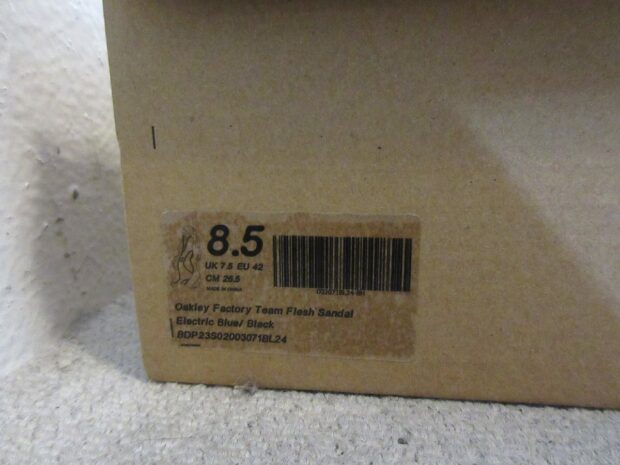 8.5
UK 7.5 EU 42
CM 26.5
MADE IN CHINA
Oakley Factory Team Flesh Sandal
Electric Blue/ Black
BDP23S02003071BL24